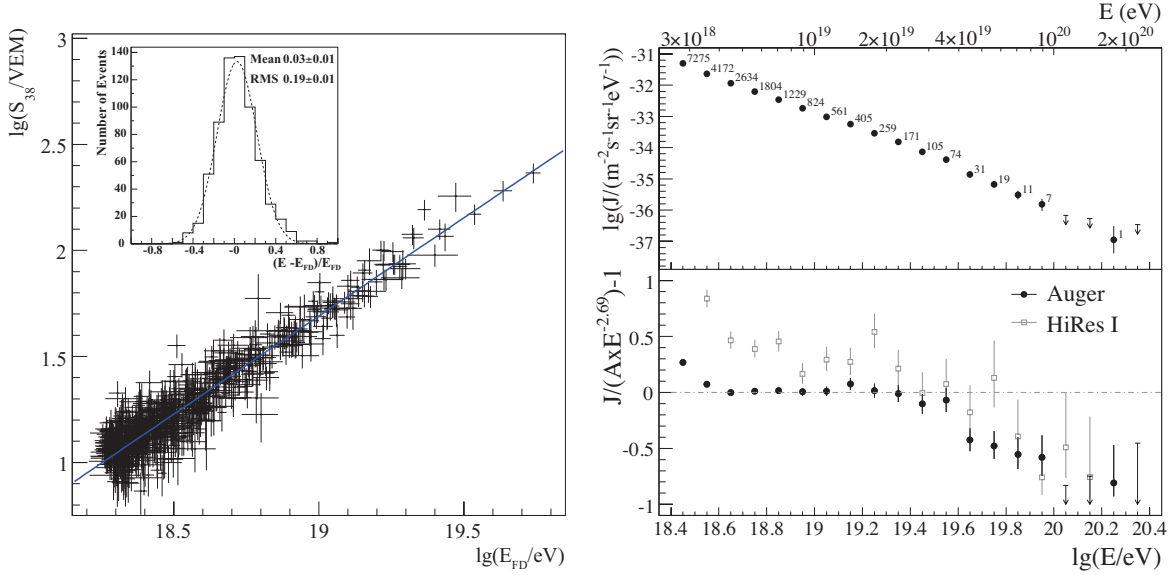 lg(S38/VEM)
3
2.5
2
1.5
1
18.5 19 19.5
lg(EFD/eV)
Number of Events
140
120
100
80
60
40
20
0
Mean 0.03±0.01
RMS 0.19±0.01
-0.8 -0.4 -0 0.4 0.8
(E -EFD)/EFD
E (eV)
3×10^18 10^19 2×10^19 4×10^19 10^20 2×10^20
lg(J/(m^-2s^-1sr^-1eV^-1))
-31
-32
-33
-34
-35
-36
-37
7275
4172
2634
1804
1229
824
561
405
259
171
105
74
31
19
11
7
1
J/(AxE^-2.69)-1
1
0.5
0
-0.5
-1
Auger
HiRes I
18.4 18.6 18.8 19 19.2 19.4 19.6 19.8 20 20.2 20.4
lg(E/eV)